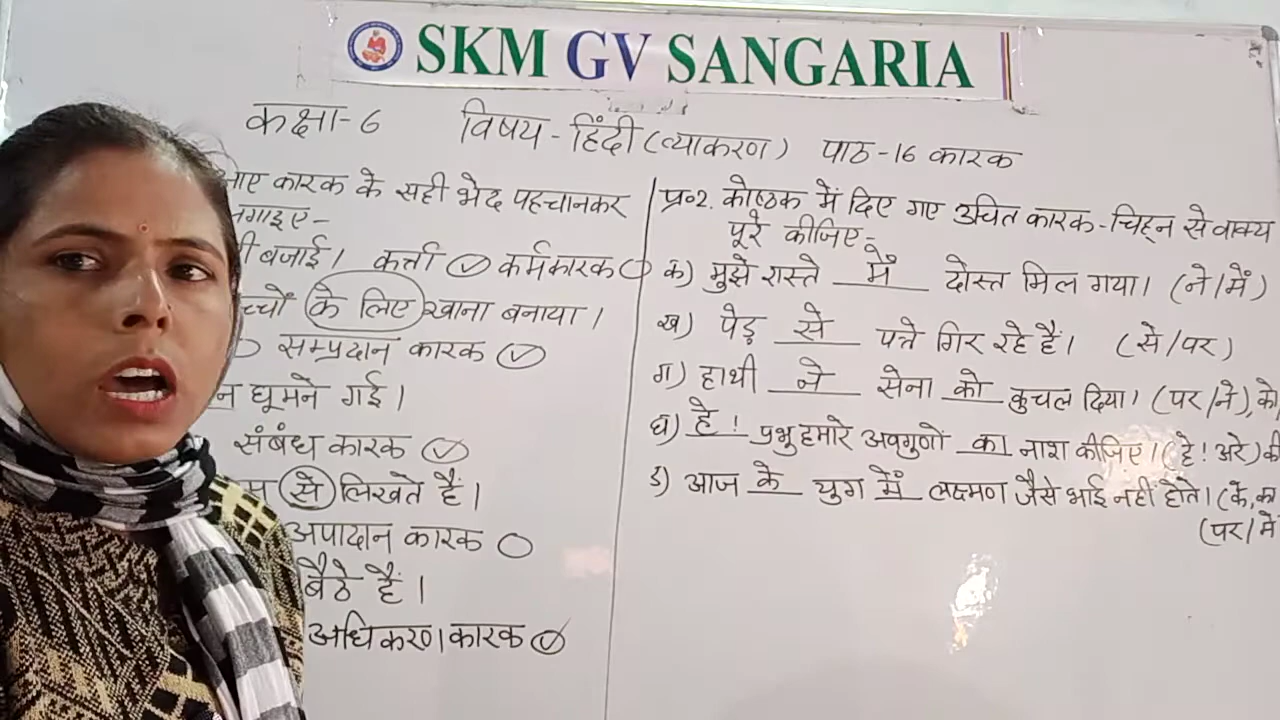 SKM GV SANGARIA
कक्षा-6 विषय-हिंदी (व्याकरण) पाठ-16 कारक
कारक के सही भेद पहचानकर
लगाइए-
बजाई। कर्त्ता ✓ कर्मकारक
के लिए खाना बनाया।
सम्प्रदान कारक ✓
घूमने गई।
संबंध कारक ✓
से लिखते हैं।
अपादान कारक
बैठे हैं।
अधिकरण कारक ✓
प्र॰2. कोष्ठक में दिए गए उचित कारक-चिह्न से वाक्य
पूरे कीजिए-
क) मुझे रास्ते में दोस्त मिल गया। (ने/में)
ख) पेड़ से पत्ते गिर रहे हैं। (से/पर)
ग) हाथी ने सेना को कुचल दिया। (पर/ने), को
घ) हे! प्रभु हमारे अवगुणों का नाश कीजिए। (हे! अरे)
ङ) आज के युग में लक्ष्मण जैसे भाई नहीं होते। (के, का
(पर/में